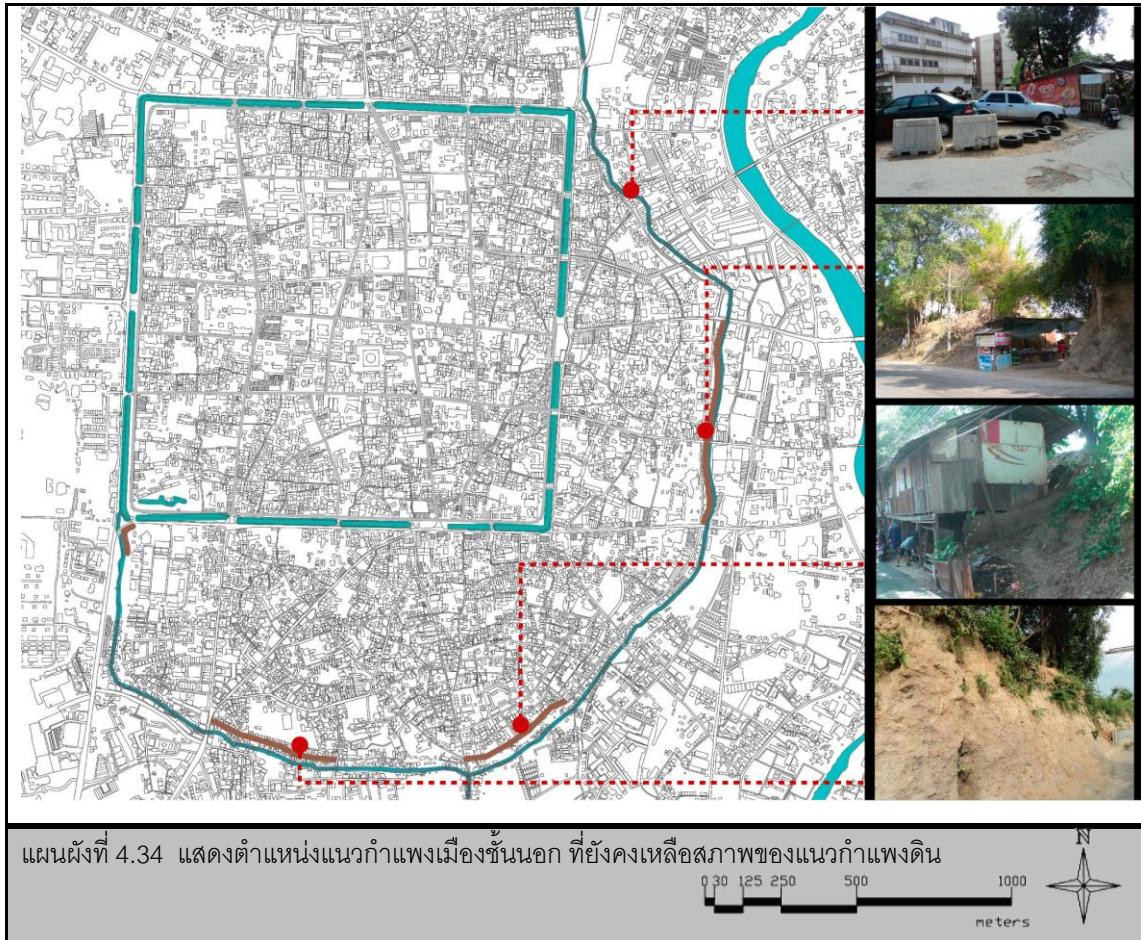 แผนผังที่ 4.34 แสดงตำแหน่งแนวกำแพงเมืองชั้นนอก ที่ยังคงเหลือสภาพของแนวกำแพงดิน
N
0 30 125 250 500 1000
meters